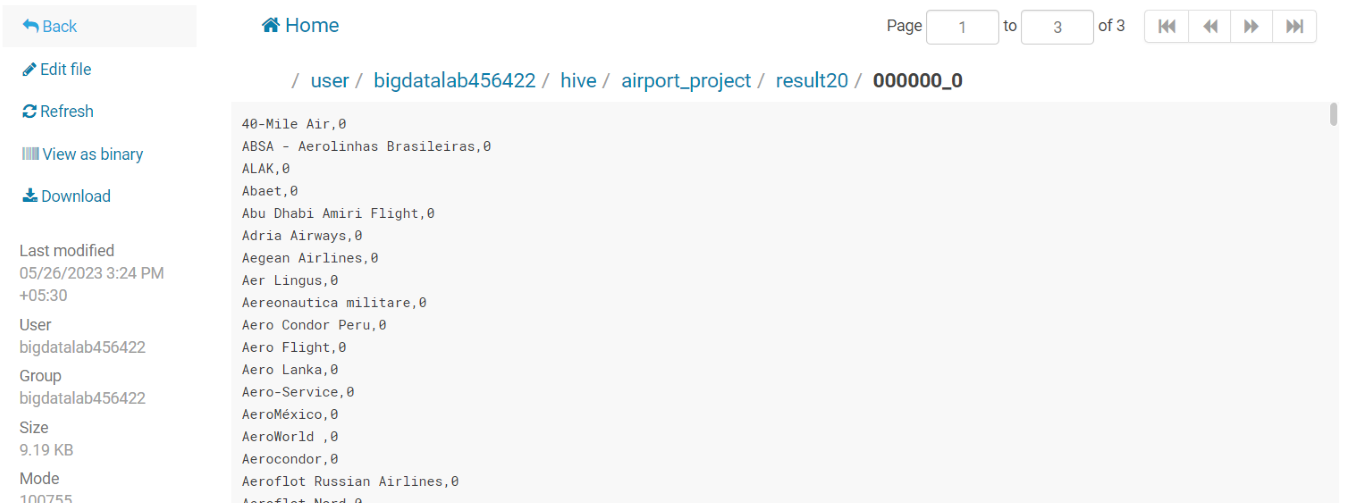 Back
Edit file
Refresh
View as binary
Download
Last modified
05/26/2023 3:24 PM
+05:30
User
bigdatalab456422
Group
bigdatalab456422
Size
9.19 KB
Mode
100755
Home
Page 1 to 3 of 3
/ user / bigdatalab456422 / hive / airport_project / result20 / 000000_0
40-Mile Air,0
ABSA - Aerolinhas Brasileiras,0
ALAK,0
Abaet,0
Abu Dhabi Amiri Flight,0
Adria Airways,0
Aegean Airlines,0
Aer Lingus,0
Aereonautica militare,0
Aero Condor Peru,0
Aero Flight,0
Aero Lanka,0
Aero-Service,0
AeroMéxico,0
AeroWorld ,0
Aerocondor,0
Aeroflot Russian Airlines,0
Aeroflot-Nord,0